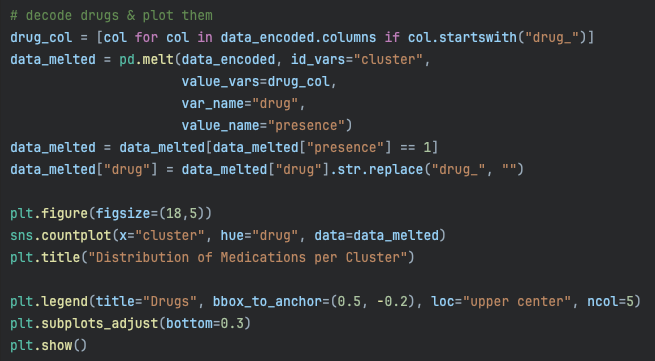 # decode drugs & plot them
drug_col = [col for col in data_encoded.columns if col.startswith("drug_")]
data_melted = pd.melt(data_encoded, id_vars="cluster",
                      value_vars=drug_col,
                      var_name="drug",
                      value_name="presence")
data_melted = data_melted[data_melted["presence"] == 1]
data_melted["drug"] = data_melted["drug"].str.replace("drug_", "")

plt.figure(figsize=(18,5))
sns.countplot(x="cluster", hue="drug", data=data_melted)
plt.title("Distribution of Medications per Cluster")

plt.legend(title="Drugs", bbox_to_anchor=(0.5, -0.2), loc="upper center", ncol=5)
plt.subplots_adjust(bottom=0.3)
plt.show()